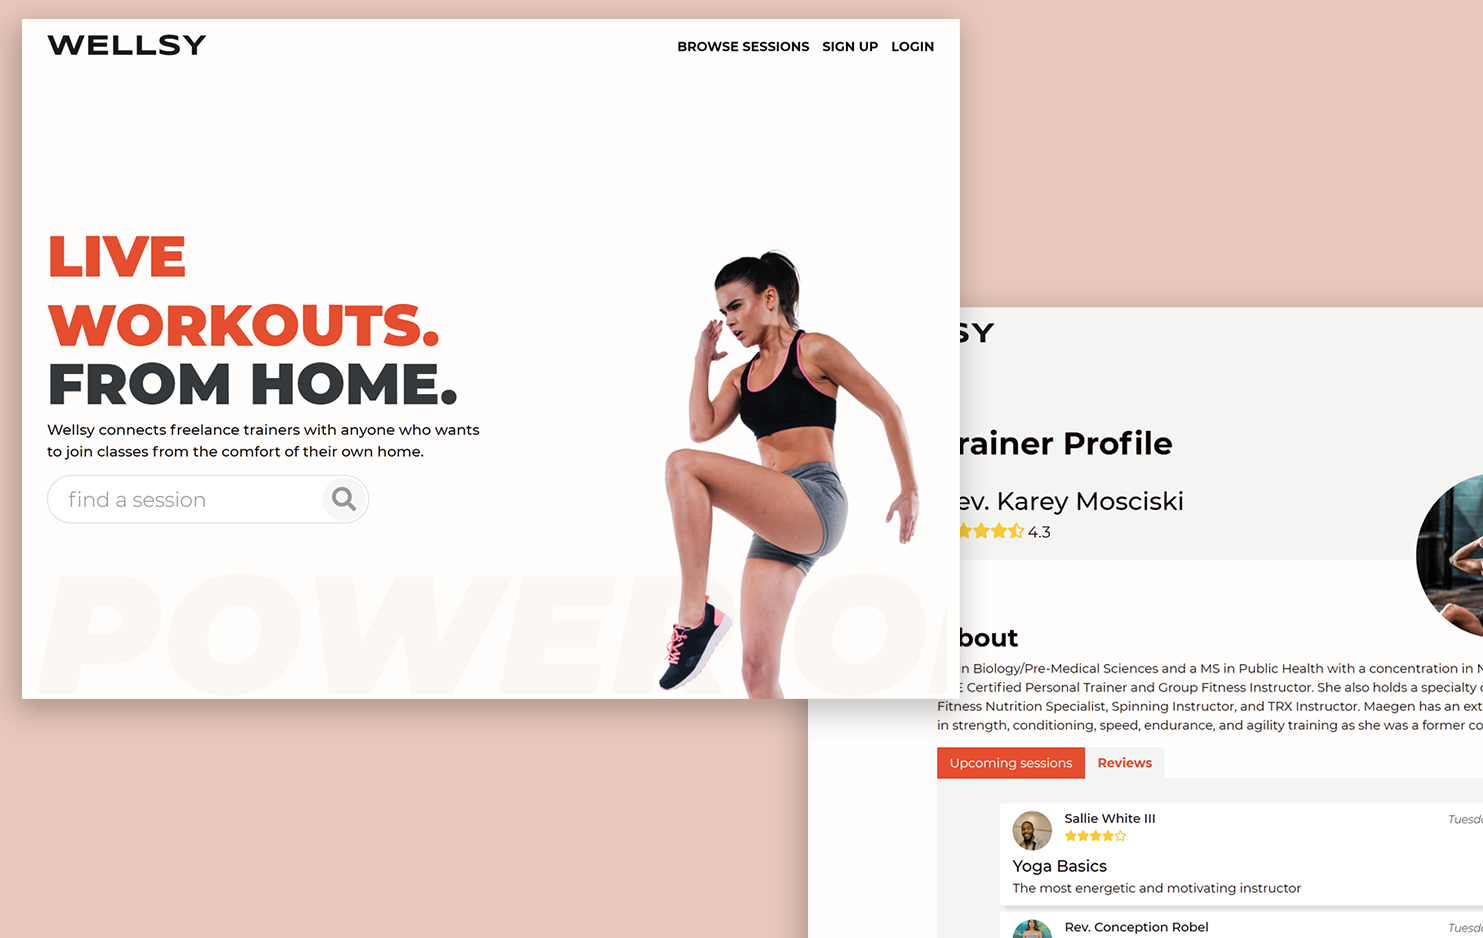 WELLSY
BROWSE SESSIONS SIGN UP LOGIN
LIVE
WORKOUTS.
FROM HOME.
Wellsy connects freelance trainers with anyone who wants
to join classes from the comfort of their own home.
find a session
POWER
SY
rainer Profile
ev. Karey Mosciski
4.3
bout
in Biology/Pre-Medical Sciences and a MS in Public Health with a concentration in N
E Certified Personal Trainer and Group Fitness Instructor. She also holds a specialty
Fitness Nutrition Specialist, Spinning Instructor, and TRX Instructor. Maegen has an ext
in strength, conditioning, speed, endurance, and agility training as she was a former co
Upcoming sessions Reviews
Sallie White III
Tuesd
Yoga Basics
The most energetic and motivating instructor
Rev. Conception Robel
Tuesd